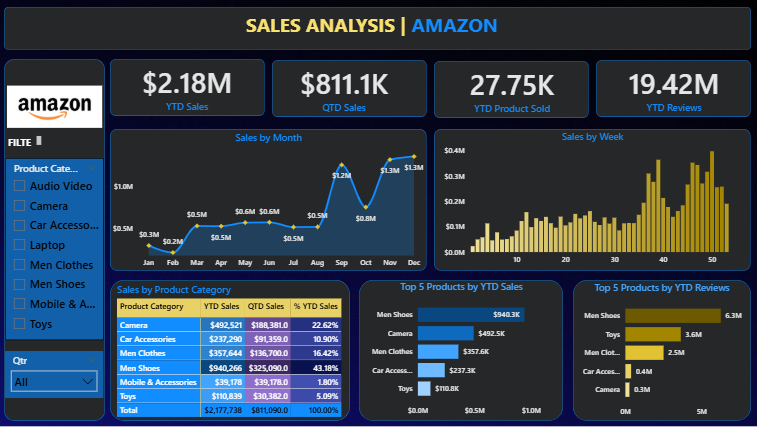 SALES ANALYSIS | AMAZON
amazon
FILTE
Product Cate...
Audio Video
Camera
Car Accesso...
Laptop
Men Clothes
Men Shoes
Mobile & A...
Toys
Qtr
All
$2.18M
YTD Sales
$811.1K
QTD Sales
27.75K
YTD Product Sold
19.42M
YTD Reviews
Sales by Month
$1.0M
$0.5M
$0.3M
$0.2M
$0.5M
$0.5M
$0.6M
$0.6M
$0.5M
$0.5M
$1.2M
$0.8M
$1.3M
$1.3M
Jan Feb Mar Apr May Jun Jul Aug Sep Oct Nov Dec
Sales by Week
$0.4M
$0.3M
$0.2M
$0.1M
$0.0M
10 20 30 40 50
Sales by Product Category
Product Category YTD Sales QTD Sales % YTD Sales
Camera $492,521 $188,381.0 22.62%
Car Accessories $237,290 $91,359.0 10.90%
Men Clothes $357,644 $136,700.0 16.42%
Men Shoes $940,266 $325,090.0 43.18%
Mobile & Accessories $39,178 $39,178.0 1.80%
Toys $110,839 $30,382.0 5.09%
Total $2,177,738 $811,090.0 100.00%
Top 5 Products by YTD Sales
Men Shoes $940.3K
Camera $492.5K
Men Clothes $357.6K
Car Access... $237.3K
Toys $110.8K
$0.0M $0.5M $1.0M
Top 5 Products by YTD Reviews
Men Shoes 6.3M
Toys 3.6M
Men Clot... 2.5M
Car Acces... 0.4M
Camera 0.3M
0M 5M